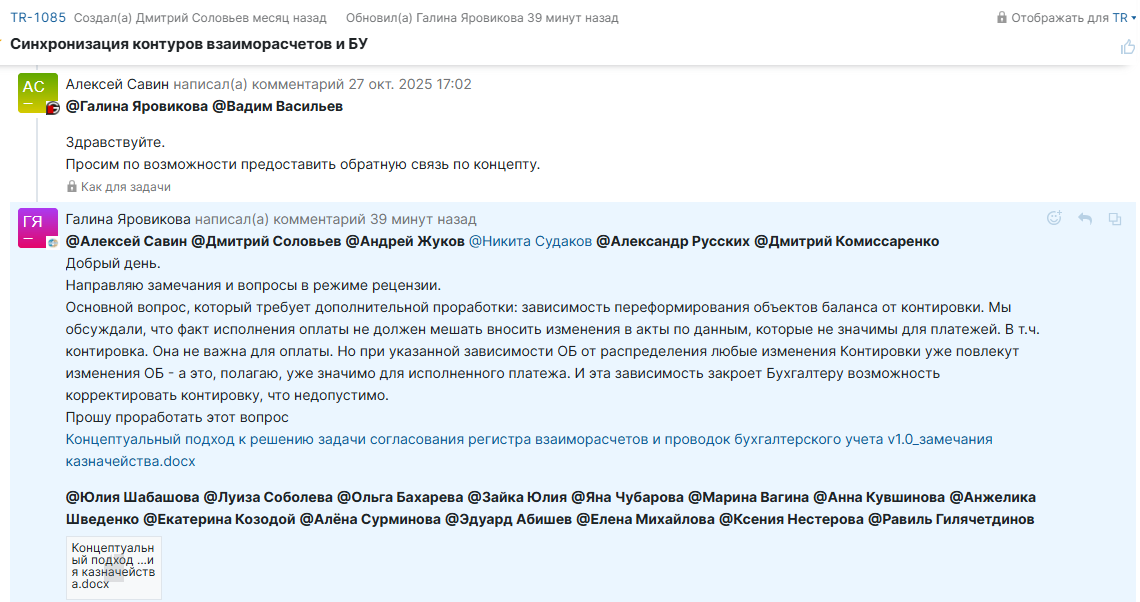 TR-1085 Создал(а) Дмитрий Соловьев месяц назад Обновил(а) Галина Яровикова 39 минут назад Отображать для TR
Синхронизация контуров взаиморасчетов и БУ
АС Алексей Савин написал(а) комментарий 27 окт. 2025 17:02
@Галина Яровикова @Вадим Васильев
Здравствуйте.
Просим по возможности предоставить обратную связь по концепту.
Как для задачи
ГЯ Галина Яровикова написал(а) комментарий 39 минут назад
@Алексей Савин @Дмитрий Соловьев @Андрей Жуков @Никита Судаков @Александр Русских @Дмитрий Комиссаренко
Добрый день.
Направляю замечания и вопросы в режиме рецензии.
Основной вопрос, который требует дополнительной проработки: зависимость переформирования объектов баланса от контировки. Мы
обсуждали, что факт исполнения оплаты не должен мешать вносить изменения в акты по данным, которые не значимы для платежей. В т.ч.
контировка. Она не важна для оплаты. Но при указанной зависимости ОБ от распределения любые изменения Контировки уже повлекут
изменения ОБ - а это, полагаю, уже значимо для исполненного платежа. И эта зависимость закроет Бухгалтеру возможность
корректировать контировку, что недопустимо.
Прошу проработать этот вопрос
Концептуальный подход к решению задачи согласования регистра взаиморасчетов и проводок бухгалтерского учета v1.0_замечания
казначейства.docx
@Юлия Шабашова @Луиза Соболева @Ольга Бахарева @Зайка Юлия @Яна Чубарова @Марина Вагина @Анна Кувшинова @Анжелика
Шведенко @Екатерина Козодой @Алёна Сурминова @Эдуард Абишев @Елена Михайлова @Ксения Нестерова @Равиль Гилячетдинов
Концептуальн
ый подход ...и
я казначейств
а.docx